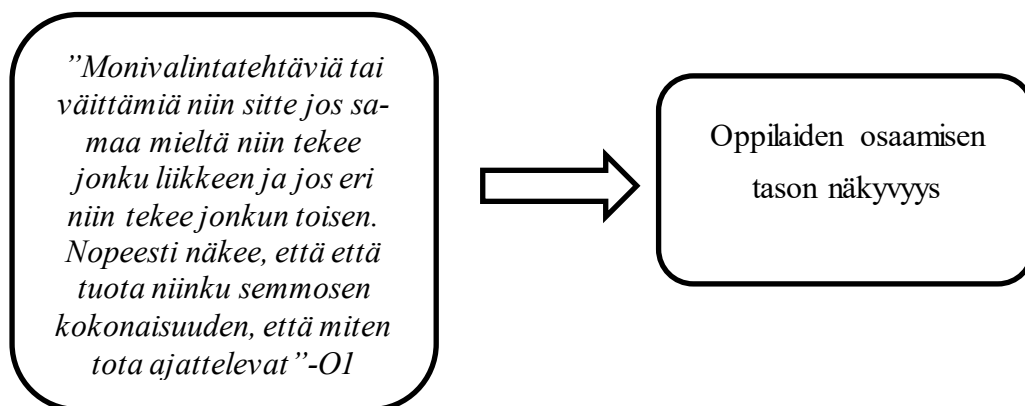 ”Monivalintatehtäviä tai
väittämiä niin sitte jos sa-
maa mieltä niin tekee
jonku liikkeen ja jos eri
niin tekee jonkun toisen.
Nopeesti näkee, että että
tuota niinku semmosen
kokonaisuuden, että miten
tota ajattelevat”-O1
Oppilaiden osaamisen
tason näkyvyys